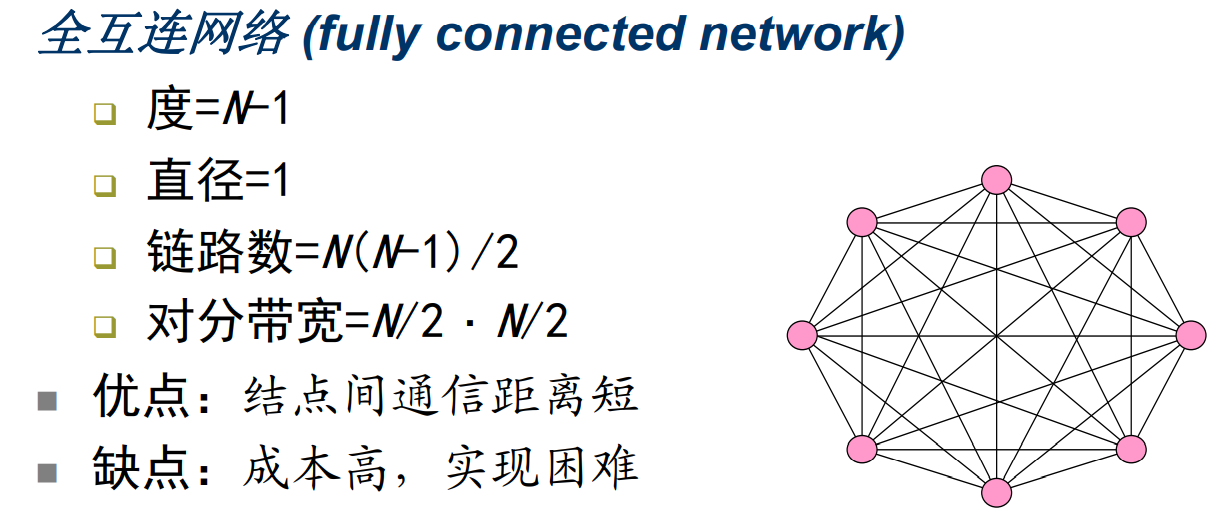 全互连网络 (fully connected network)
度=N-1
直径=1
链路数=N(N-1)/2
对分带宽=N/2 · N/2
优点：结点间通信距离短
缺点：成本高，实现困难